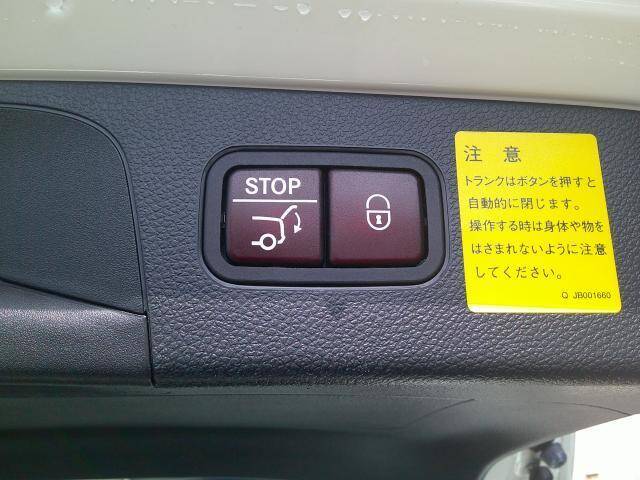 STOP
注意
トランクはボタンを押すと
自動的に閉じます。
操作する時は身体や物を
はさまれないように注意
してください。
Q JB001660